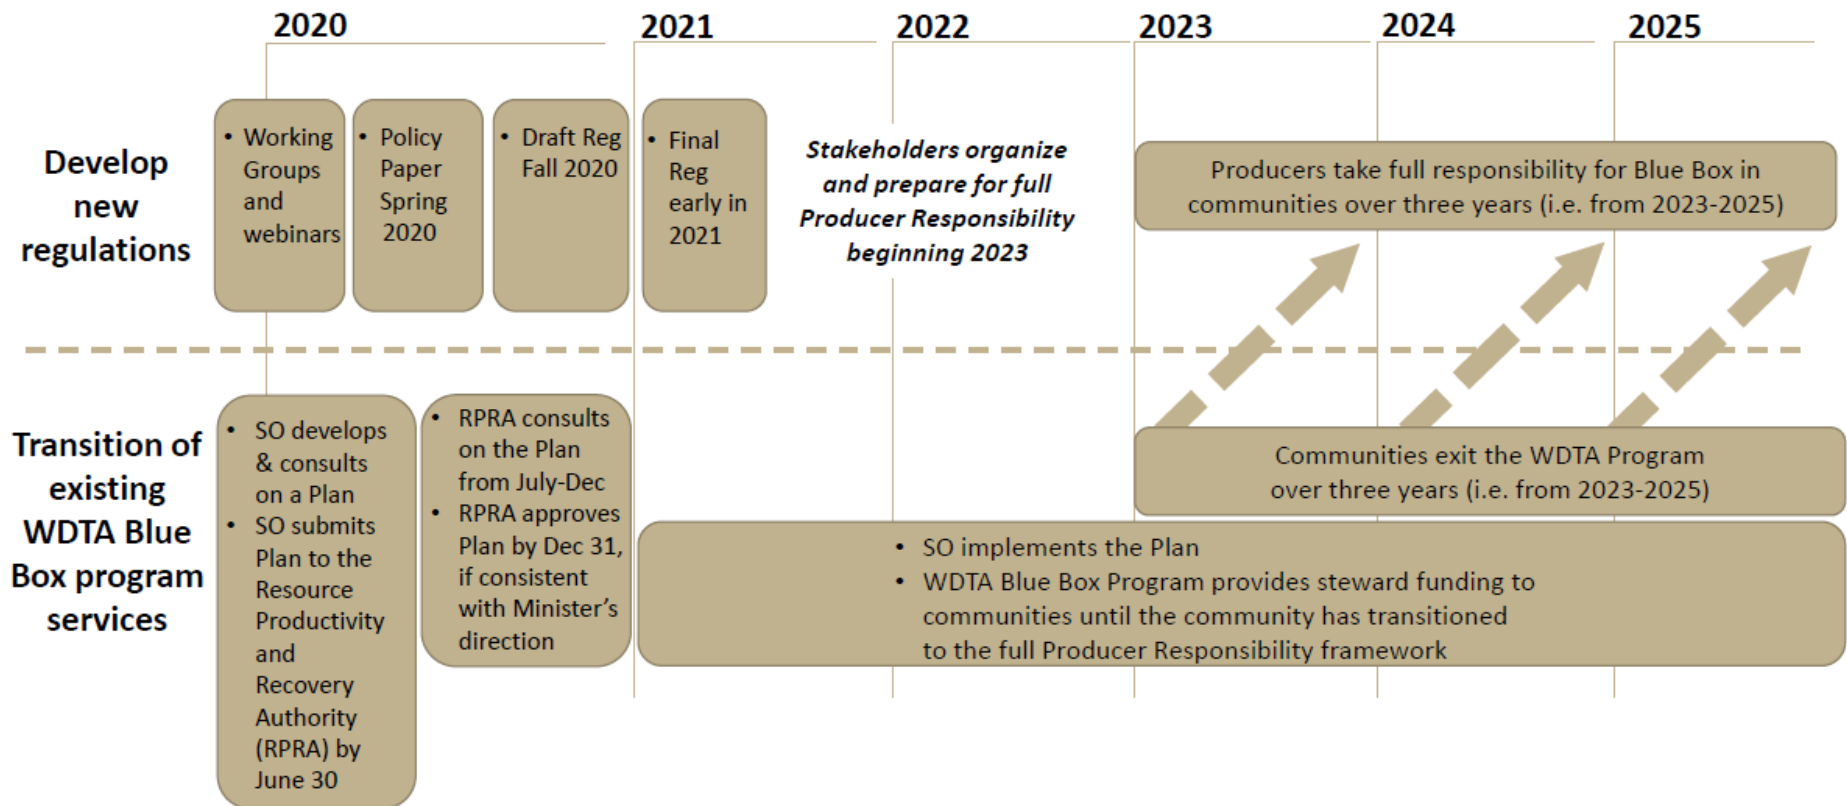 2020
2021
2022
2023
2024
2025
Develop
new
regulations
• Working
Groups
and
webinars
• Policy
Paper
Spring
2020
• Draft Reg
Fall 2020
• Final
Reg
early in
2021
Stakeholders organize
and prepare for full
Producer Responsibility
beginning 2023
Producers take full responsibility for Blue Box in
communities over three years (i.e. from 2023-2025)
Transition of
existing
WDTA Blue
Box program
services
• SO develops
& consults
on a Plan
• SO submits
Plan to the
Resource
Productivity
and
Recovery
Authority
(RPRA) by
June 30
• RPRA consults
on the Plan
from July-Dec
• RPRA approves
Plan by Dec 31,
if consistent
with Minister’s
direction
Communities exit the WDTA Program
over three years (i.e. from 2023-2025)
• SO implements the Plan
• WDTA Blue Box Program provides steward funding to
communities until the community has transitioned
to the full Producer Responsibility framework